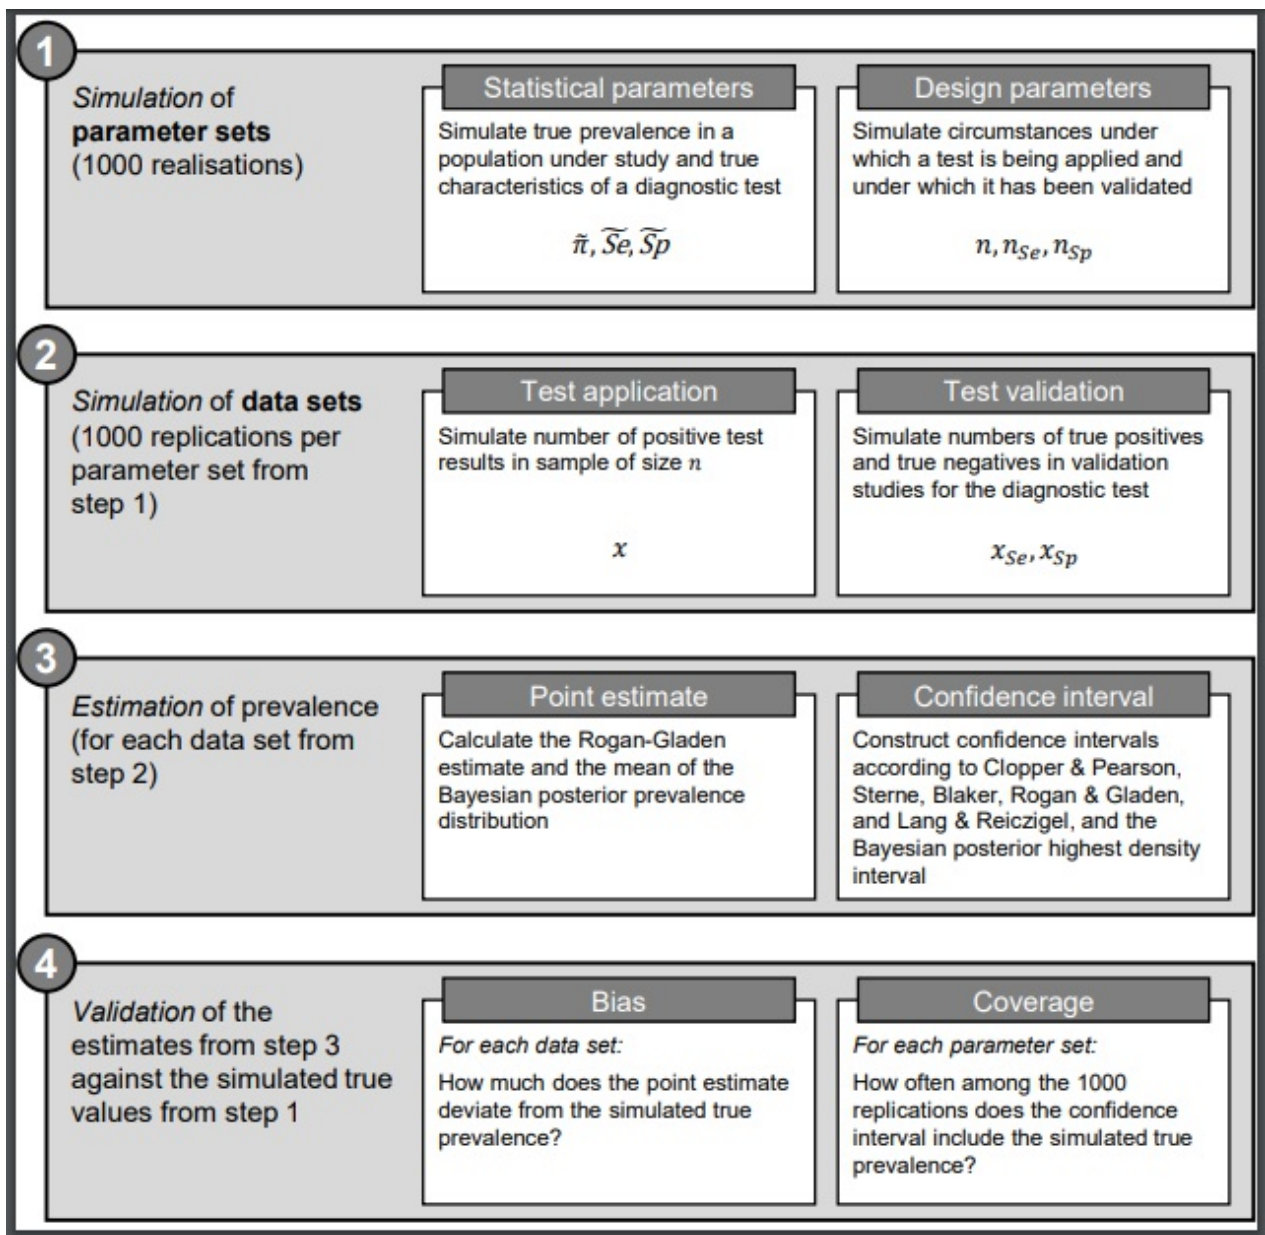 1
Simulation of
parameter sets
(1000 realisations)
Statistical parameters
Simulate true prevalence in a
population under study and true
characteristics of a diagnostic test
π̃, S̃e, S̃p
Design parameters
Simulate circumstances under
which a test is being applied and
under which it has been validated
n, n_Se, n_Sp
2
Simulation of data sets
(1000 replications per
parameter set from
step 1)
Test application
Simulate number of positive test
results in sample of size n
x
Test validation
Simulate numbers of true positives
and true negatives in validation
studies for the diagnostic test
x_Se, x_Sp
3
Estimation of prevalence
(for each data set from
step 2)
Point estimate
Calculate the Rogan-Gladen
estimate and the mean of the
Bayesian posterior prevalence
distribution
Confidence interval
Construct confidence intervals
according to Clopper & Pearson,
Sterne, Blaker, Rogan & Gladen,
and Lang & Reiczigel, and the
Bayesian posterior highest density
interval
4
Validation of the
estimates from step 3
against the simulated true
values from step 1
Bias
For each data set:
How much does the point estimate
deviate from the simulated true
prevalence?
Coverage
For each parameter set:
How often among the 1000
replications does the confidence
interval include the simulated true
prevalence?